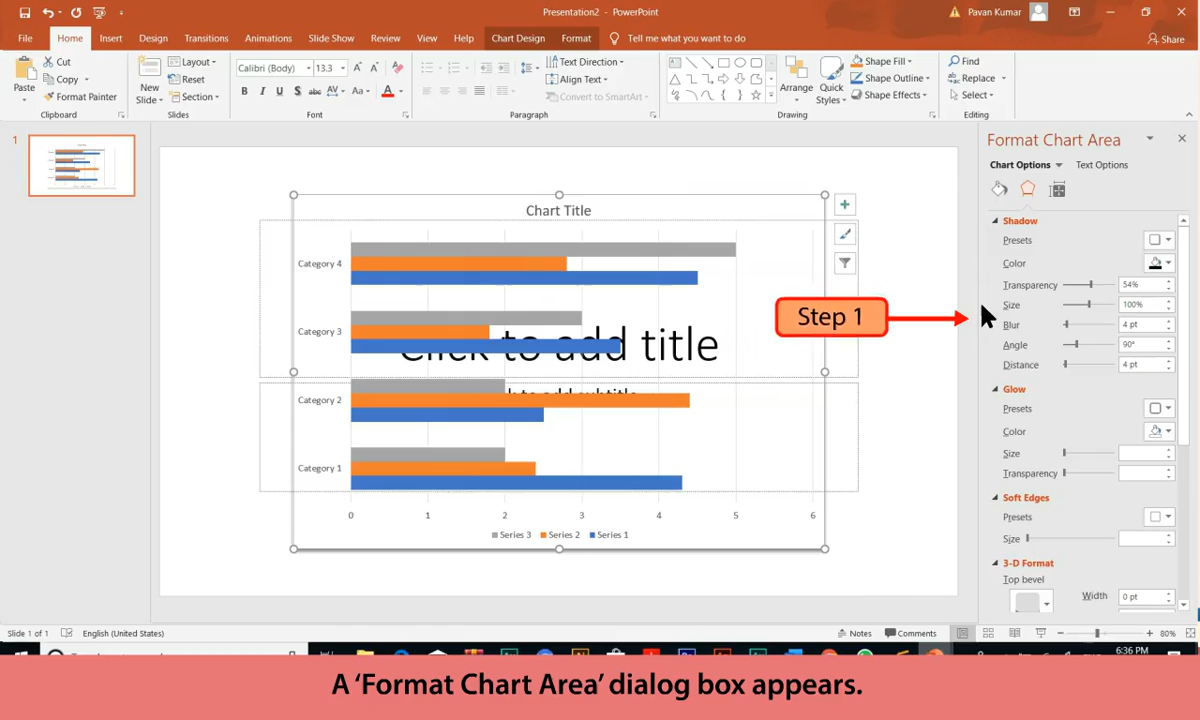 Presentation2 - PowerPoint
Pavan Kumar
File Home Insert Design Transitions Animations Slide Show Review View Help Chart Design Format Tell me what you want to do Share
Paste
Cut
Copy
Format Painter
Clipboard
New
Slide
Layout
Reset
Section
Slides
Calibri (Body) 13.3
B I U S abc AV Aa A
Font
Text Direction
Align Text
Convert to SmartArt
Paragraph
Arrange
Quick
Styles
Shape Fill
Shape Outline
Shape Effects
Drawing
Find
Replace
Select
Editing
1
Chart Title
Category 4
Category 3
Click to add title
Category 2
Category 1
0 1 2 3 4 5 6
Series 3 Series 2 Series 1
Step 1
Format Chart Area
Chart Options Text Options
Shadow
Presets
Color
Transparency 54%
Size 100%
Blur 4 pt
Angle 90°
Distance 4 pt
Glow
Presets
Color
Size
Transparency
Soft Edges
Presets
Size
3-D Format
Top bevel
Width 0 pt
Slide 1 of 1 English (United States) Notes Comments 80%
6:36 PM
A ‘Format Chart Area’ dialog box appears.